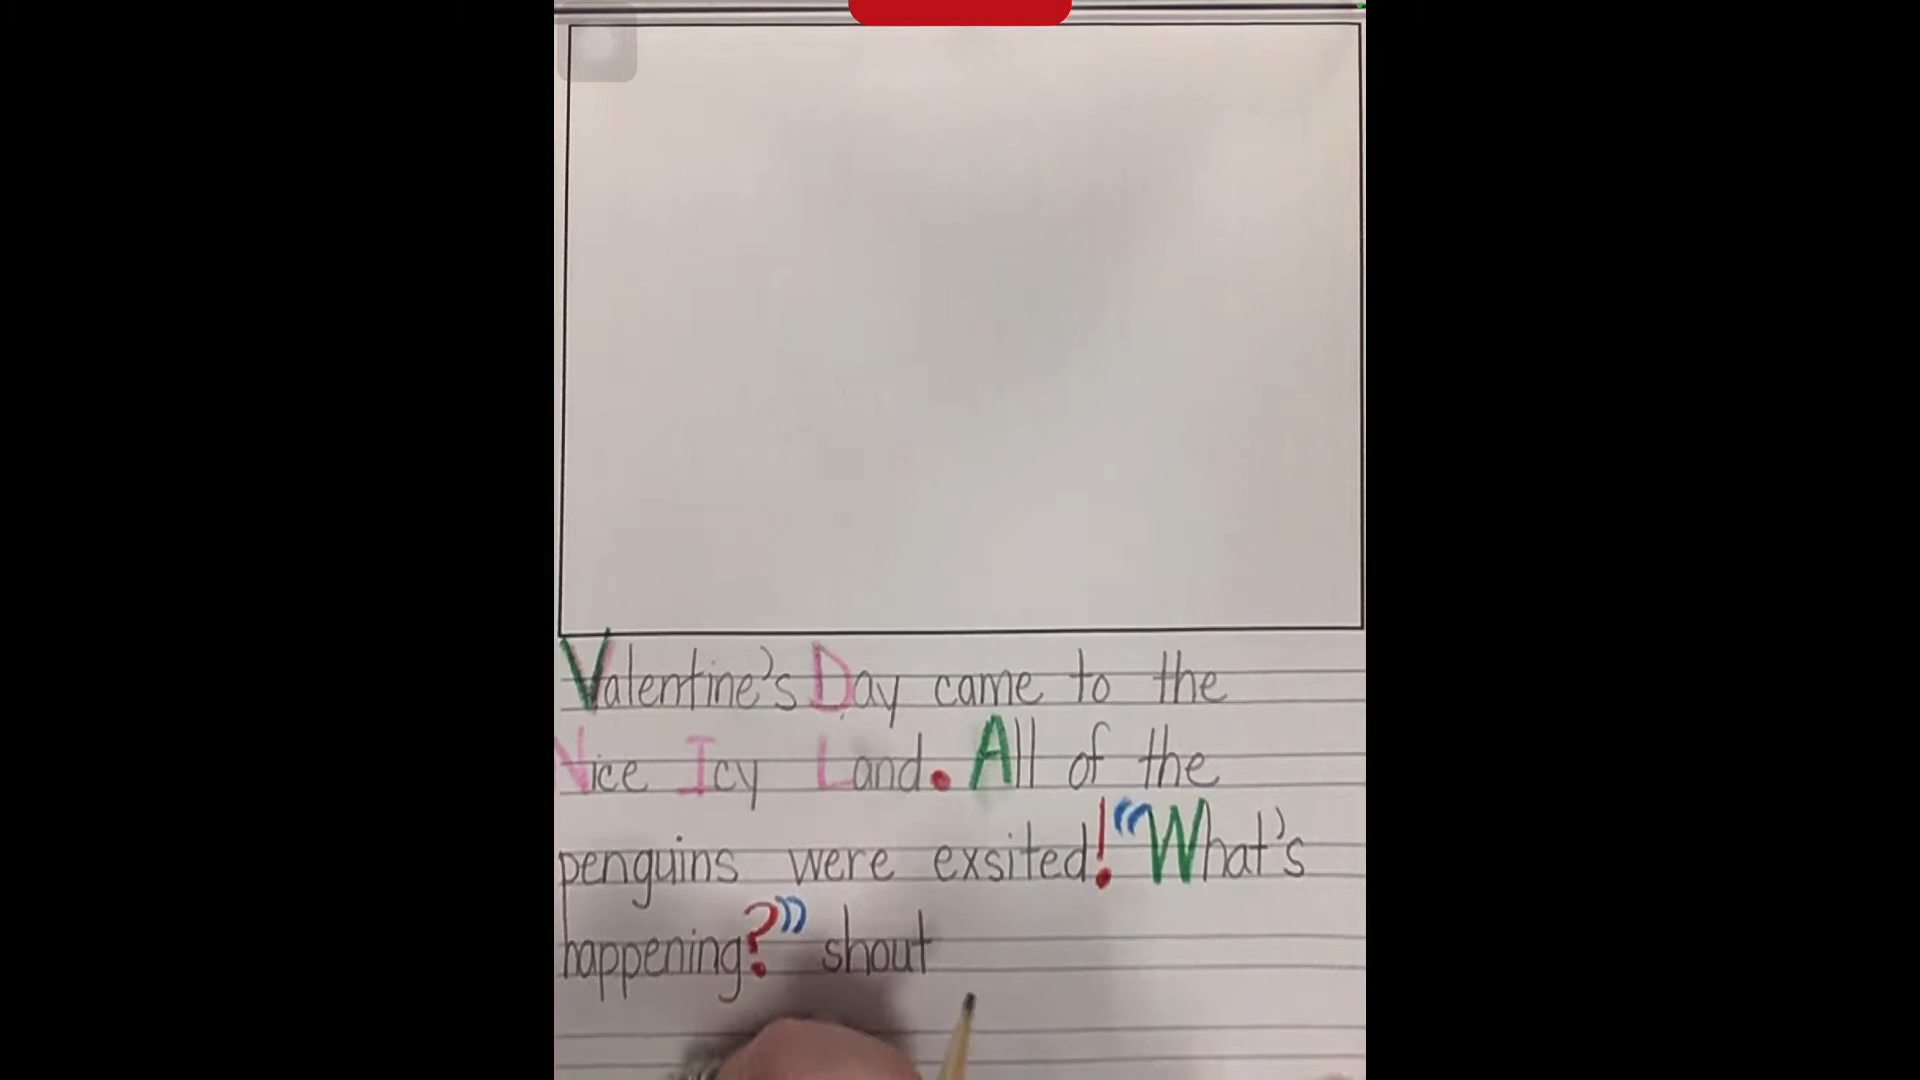 Valentine's Day came to the
Nice Icy Land. All of the
penguins were exsited! "What's
happening?" shout